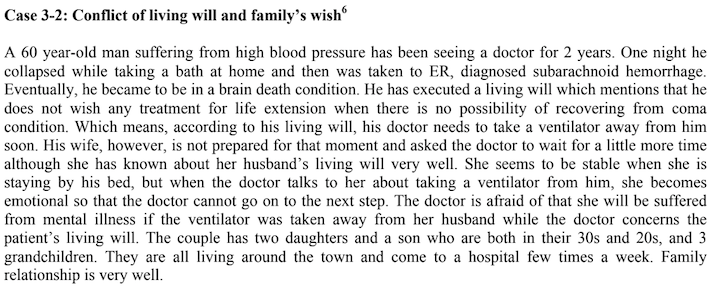 Case 3-2: Conflict of living will and family's wish6
A 60 year-old man suffering from high blood pressure has been seeing a doctor for 2 years. One night he
collapsed while taking a bath at home and then was taken to ER, diagnosed subarachnoid hemorrhage.
Eventually, he became to be in a brain death condition. He has executed a living will which mentions that he
does not wish any treatment for life extension when there is no possibility of recovering from coma
condition. Which means, according to his living will, his doctor needs to take a ventilator away from him
soon. His wife, however, is not prepared for that moment and asked the doctor to wait for a little more time
although she has known about her husband's living will very well. She seems to be stable when she is
staying by his bed, but when the doctor talks to her about taking a ventilator from him, she becomes
emotional so that the doctor cannot go on to the next step. The doctor is afraid of that she will be suffered
from mental illness if the ventilator was taken away from her husband while the doctor concerns the
patient's living will. The couple has two daughters and a son who are both in their 30s and 20s, and 3
grandchildren. They are all living around the town and come to a hospital few times a week. Family
relationship is very well.